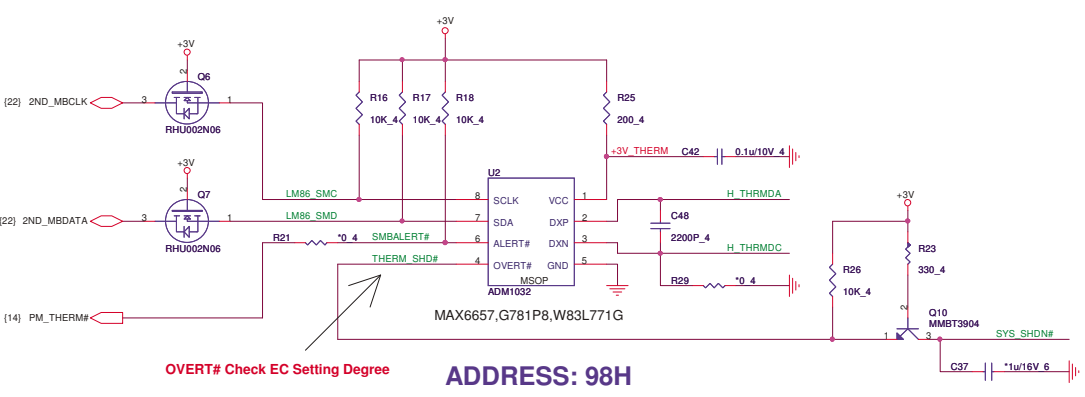 +3V
+3V
Q6
2
{22} 2ND_MBCLK
3
1
RHU002N06
R16
10K_4
R17
10K_4
R18
10K_4
R25
200_4
+3V_THERM
C42
0.1u/10V_4
+3V
Q7
2
{22} 2ND_MBDATA
3
1
RHU002N06
U2
LM86_SMC
8
SCLK
VCC
1
LM86_SMD
7
SDA
DXP
2
H_THRMDA
R21
*0_4
SMBALERT#
6
ALERT#
DXN
3
H_THRMDC
THERM_SHD#
4
OVERT#
GND
5
MSOP
ADM1032
C48
2200P_4
R29
*0_4
MAX6657,G781P8,W83L771G
{14} PM_THERM#
+3V
R23
330_4
R26
10K_4
2
Q10
MMBT3904
1
3
SYS_SHDN#
C37
*1u/16V_6
OVERT# Check EC Setting Degree
ADDRESS: 98H